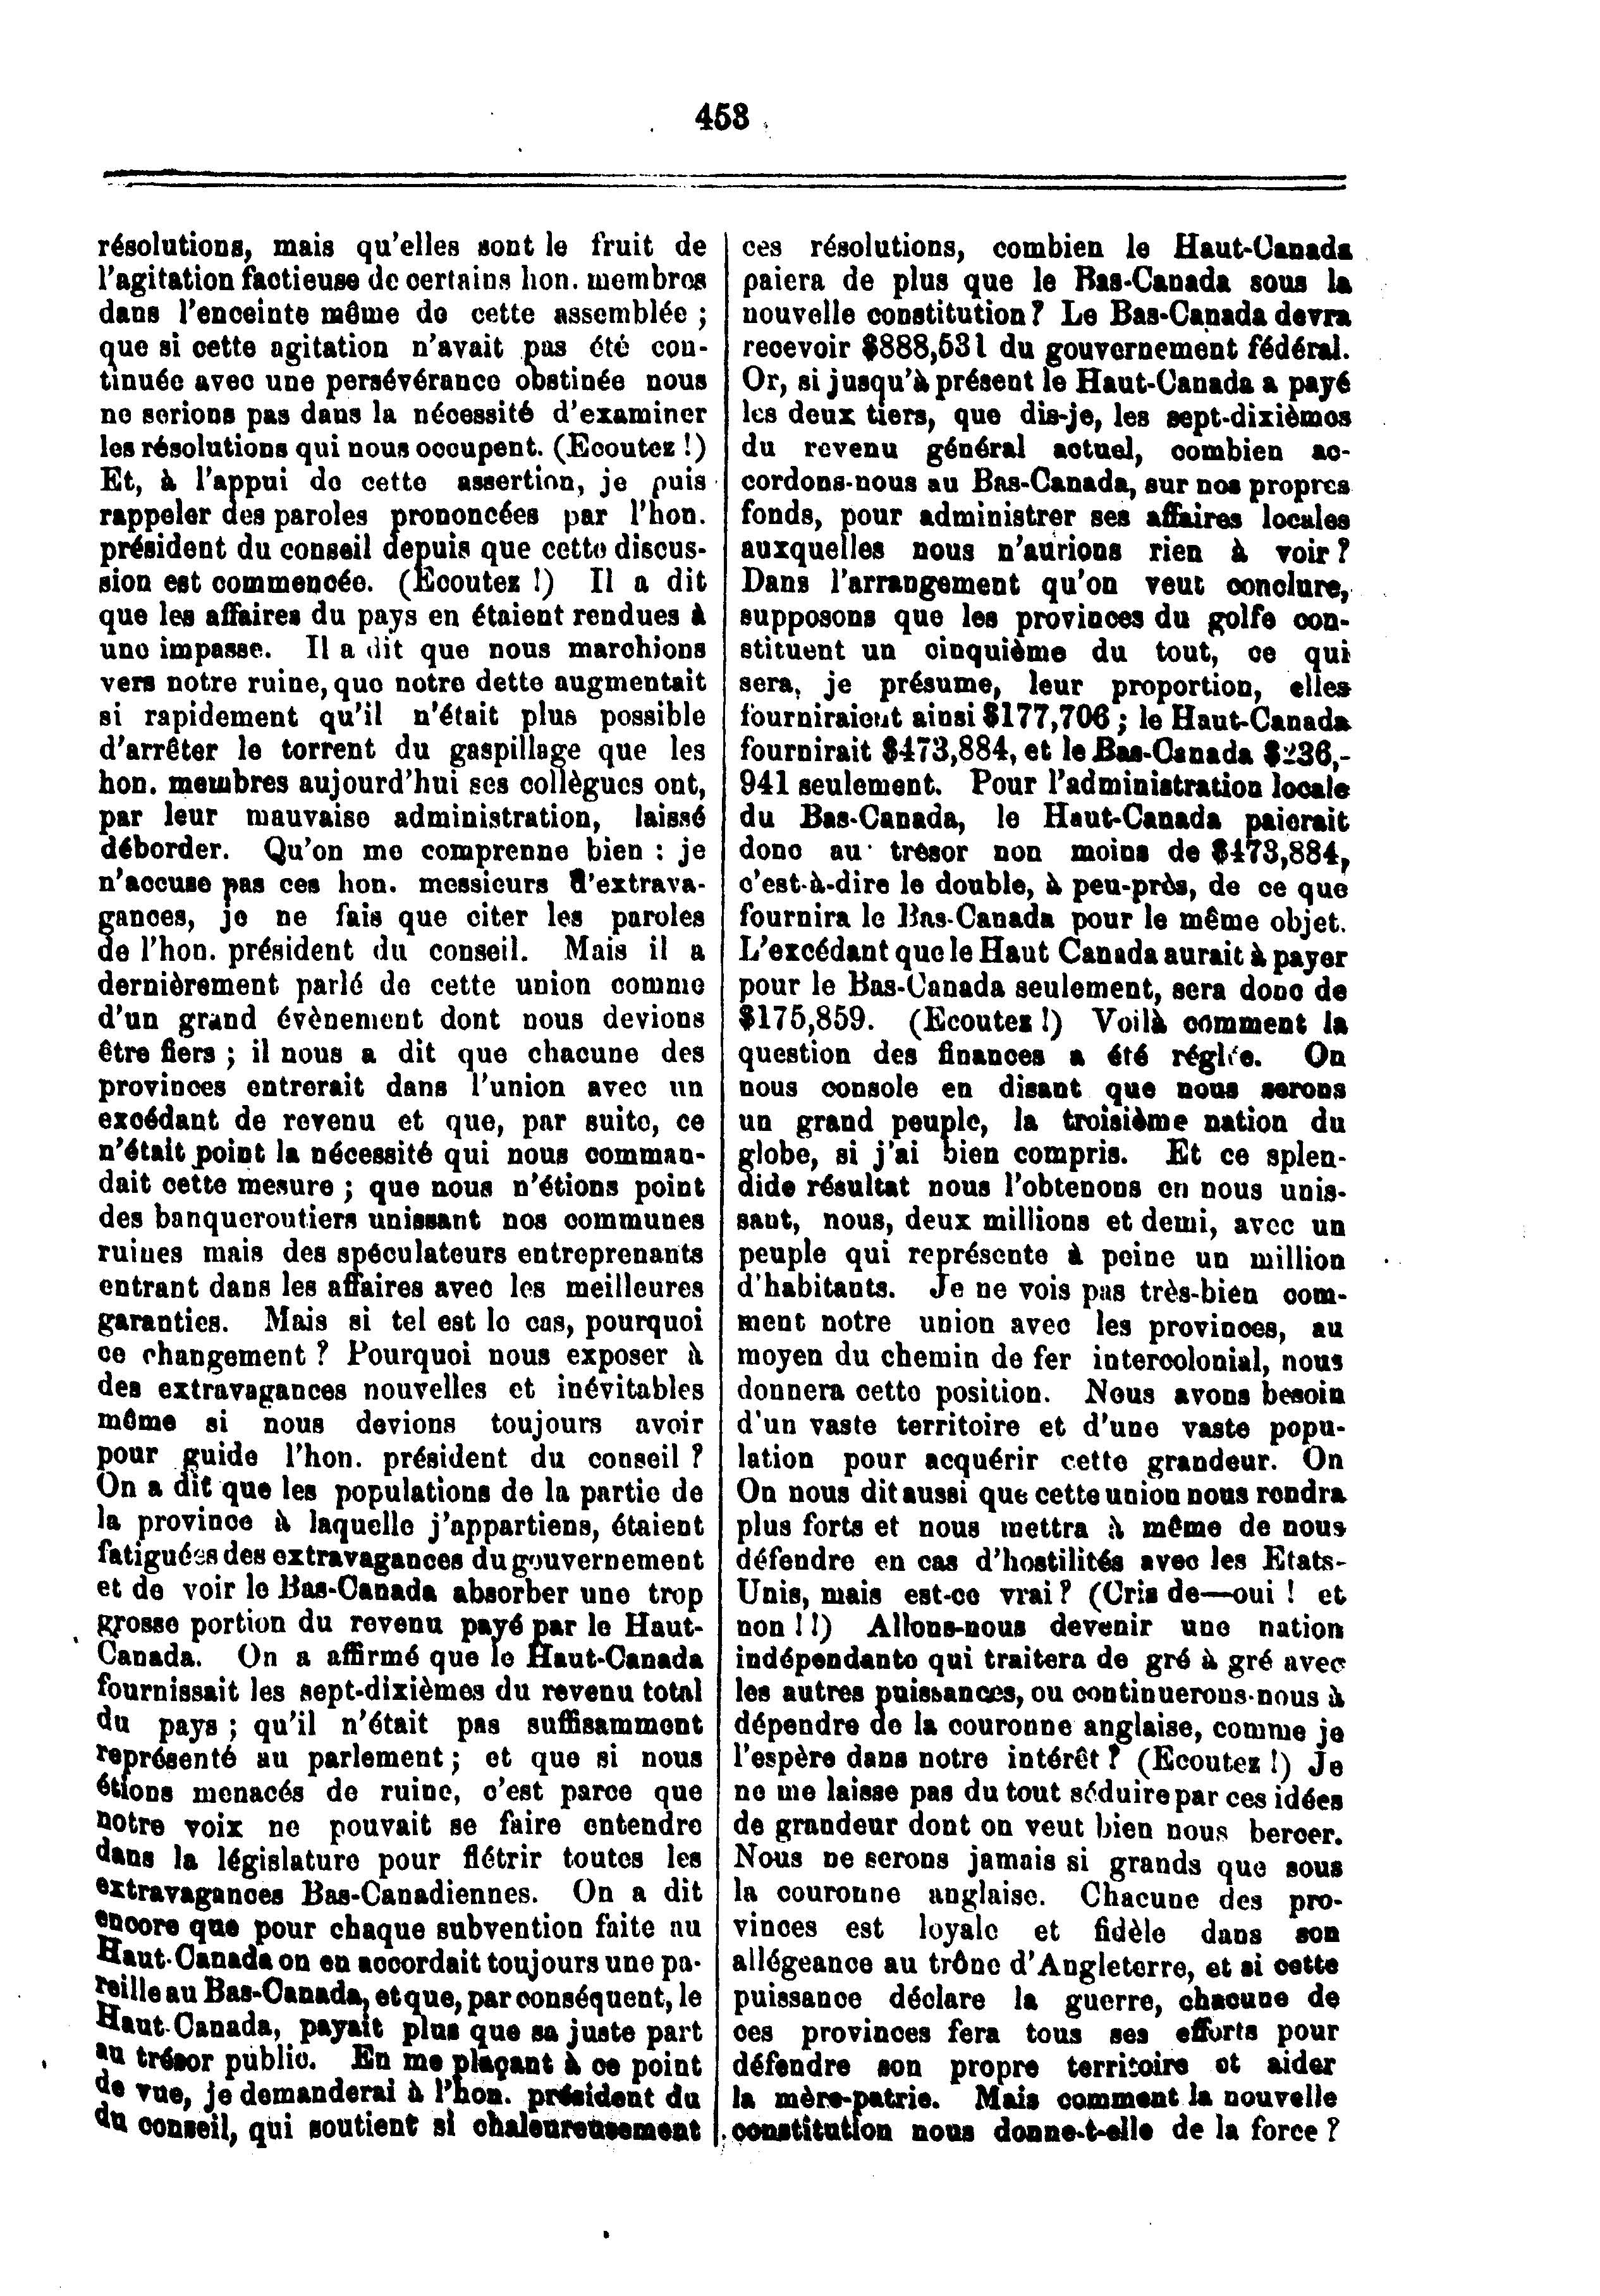 453
résolutions, mais qu'elles sont le fruit de
l'agitation factieuse de certains hon. membres
dans l'enceinte même de cette assemblée ;
que si cette agitation n'avait pas été con-
tinuée avec une persévérance obstinée nous
ne serions pas dans la nécessité d'examiner
les résolutions qui nous occupent. (Ecoutez !)
Et, à l'appui de cette assertion, je puis
rappeler des paroles prononcées par l'hon.
président du conseil depuis que cette discus-
sion est commencée. (Ecoutez !) Il a dit
que les affaires du pays en étaient rendues à
une impasse. Il a dit que nous marchions
vers notre ruine, que notre dette augmentait
si rapidement qu'il n'était plus possible
d'arrêter le torrent du gaspillage que les
hon. membres aujourd'hui ses collègues ont,
par leur mauvaise administration, laissé
déborder. Qu'on me comprenne bien : je
n'accuse pas ces hon. messieurs d'extrava-
gances, je ne fais que citer les paroles
de l'hon. président du conseil. Mais il a
dernièrement parlé de cette union comme
d'un grand évènement dont nous devions
être fiers ; il nous a dit que chacune des
provinces entrerait dans l'union avec un
excédant de revenu et que, par suite, ce
n'était point la nécessité qui nous comman-
dait cette mesure ; que nous n'étions point
des banqueroutiers unissant nos communes
ruines mais des spéculateurs entreprenants
entrant dans les affaires avec les meilleures
garanties. Mais si tel est le cas, pourquoi
ce changement ? Pourquoi nous exposer à
des extravagances nouvelles et inévitables
même si nous devions toujours avoir
pour guide l'hon. président du conseil ?
On a dit que les populations de la partie de
la province à laquelle j'appartiens, étaient
fatiguées des extravagances du gouvernement
et de voir le Bas-Canada absorber une trop
grosse portion du revenu payé par le Haut-
Canada. On a affirmé que le Haut-Canada
fournissait les sept-dixièmes du revenu total
du pays ; qu'il n'était pas suffisamment
représenté au parlement ; et que si nous
étions menacés de ruine, c'est parce que
notre voix ne pouvait se faire entendre
dans la législature pour flétrir toutes les
extravagances Bas-Canadiennes. On a dit
encore que pour chaque subvention faite au
Haut-Canada on en accordait toujours une pa-
reille au Bas-Canada, et que, par conséquent, le
Haut-Canada, payait plus que sa juste part
au trésor public. En me plaçant à ce point
de vue, je demanderai à l'hon. président du
du conseil, qui soutient si chaleureusement
ces résolutions, combien le Haut-Canada
paiera de plus que le Bas-Canada sous la
nouvelle constitution ? Le Bas-Canada devra
recevoir $888,531 du gouvernement fédéral.
Or, si jusqu'à présent le Haut-Canada a payé
les deux tiers, que dis-je, les sept-dixièmes
du revenu général actuel, combien ac-
cordons-nous au Bas-Canada, sur nos propres
fonds, pour administrer ses affaires locales
auxquelles nous n'aurions rien à voir ?
Dans l'arrangement qu'on veut conclure,
supposons que les provinces du golfe con-
stituent un cinquième du tout, ce qui
sera, je présume, leur proportion, elles
fourniraient ainsi $177,706 ; le Haut-Canada
fournirait $473,884, et le Bas-Canada $236,-
941 seulement. Pour l'administration locale
du Bas-Canada, le Haut-Canada paierait
donc au trésor non moins de $473,884,
c'est-à-dire le double, à peu-près, de ce que
fournira le Bas-Canada pour le même objet.
L'excédant que le Haut Canada aurait à payer
pour le Bas-Canada seulement, sera donc de
$175,859. (Ecoutez !) Voilà comment la
question des finances a été réglée. On
nous console en disant que nous serons
un grand peuple, la troisième nation du
globe, si j'ai bien compris. Et ce splen-
dide résultat nous l'obtenons en nous unis-
sant, nous, deux millions et demi, avec un
peuple qui représente à peine un million
d'habitants. Je ne vois pas très-bien com-
ment notre union avec les provinces, au
moyen du chemin de fer intercolonial, nous
donnera cette position. Nous avons besoin
d'un vaste territoire et d'une vaste popu-
lation pour acquérir cette grandeur. On
On nous dit aussi que cette union nous rendra
plus forts et nous mettra à même de nous
défendre en cas d'hostilités avec les Etats-
Unis, mais est-ce vrai ? (Cris de—oui ! et
non ! !) Allons-nous devenir une nation
indépendante qui traitera de gré à gré avec
les autres puissances, ou continuerons-nous à
dépendre de la couronne anglaise, comme je
l'espère dans notre intérêt ? (Ecoutez !) Je
ne me laisse pas du tout séduire par ces idées
de grandeur dont on veut bien nous bercer.
Nous ne serons jamais si grands que sous
la couronne anglaise. Chacune des pro-
vinces est loyale et fidèle dans son
allégeance au trône d'Angleterre, et si cette
puissance déclare la guerre, chacune de
ces provinces fera tous ses efforts pour
défendre son propre territoire et aider
la mère-patrie. Mais comment la nouvelle
constitution nous donne-t-elle de la force ?